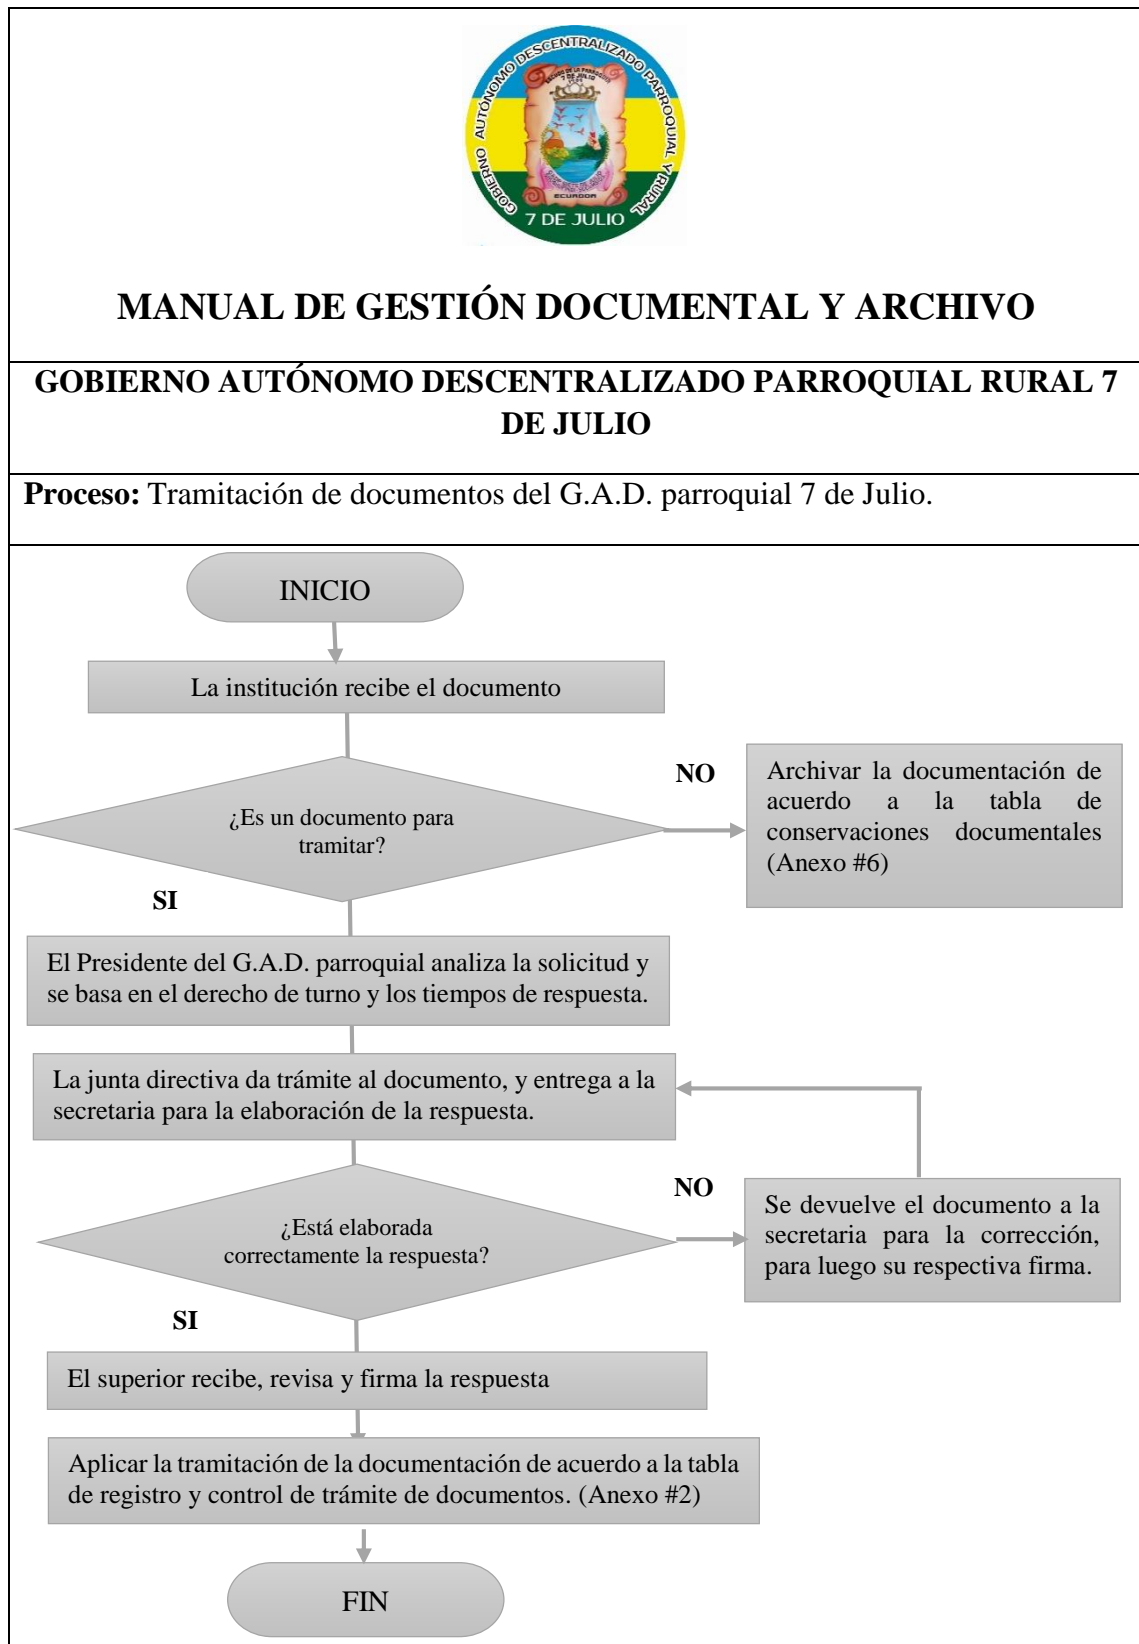 GOBIERNO AUTÓNOMO DESCENTRALIZADO PARROQUIAL Y RURAL
ESCUDO DE LA PARROQUIA
7 DE JULIO
ECUADOR
7 DE JULIO
MANUAL DE GESTIÓN DOCUMENTAL Y ARCHIVO
GOBIERNO AUTÓNOMO DESCENTRALIZADO PARROQUIAL RURAL 7
DE JULIO
Proceso: Tramitación de documentos del G.A.D. parroquial 7 de Julio.
INICIO
La institución recibe el documento
¿Es un documento para
tramitar?
NO
Archivar la documentación de
acuerdo a la tabla de
conservaciones documentales
(Anexo #6)
SI
El Presidente del G.A.D. parroquial analiza la solicitud y
se basa en el derecho de turno y los tiempos de respuesta.
La junta directiva da trámite al documento, y entrega a la
secretaria para la elaboración de la respuesta.
¿Está elaborada
correctamente la respuesta?
NO
Se devuelve el documento a la
secretaria para la corrección,
para luego su respectiva firma.
SI
El superior recibe, revisa y firma la respuesta
Aplicar la tramitación de la documentación de acuerdo a la tabla
de registro y control de trámite de documentos. (Anexo #2)
FIN